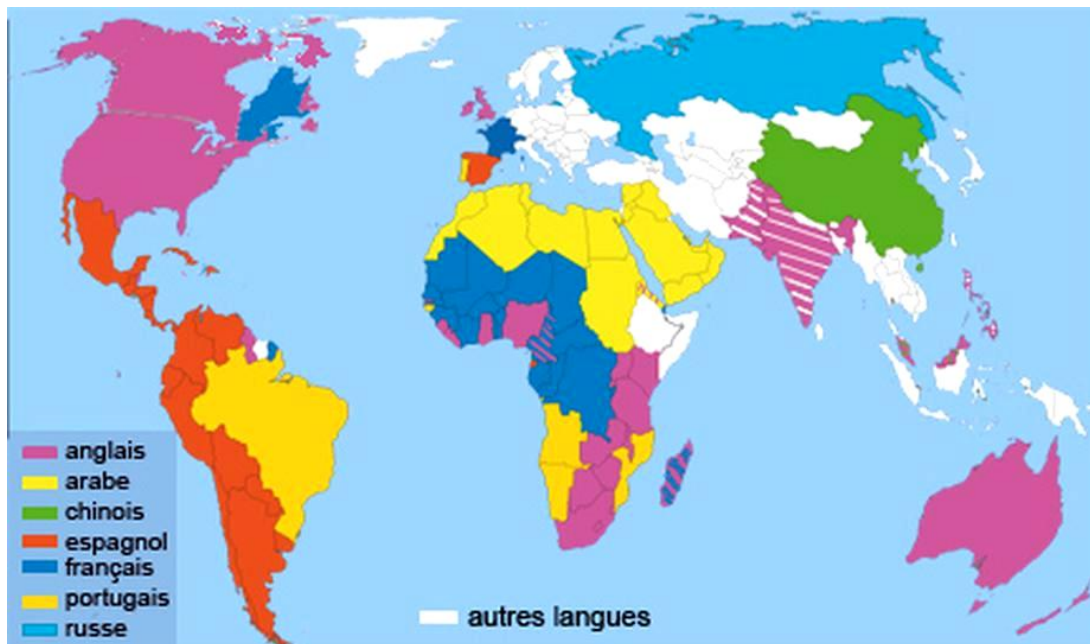 anglais
arabe
chinois
espagnol
français
portugais
russe
autres langues